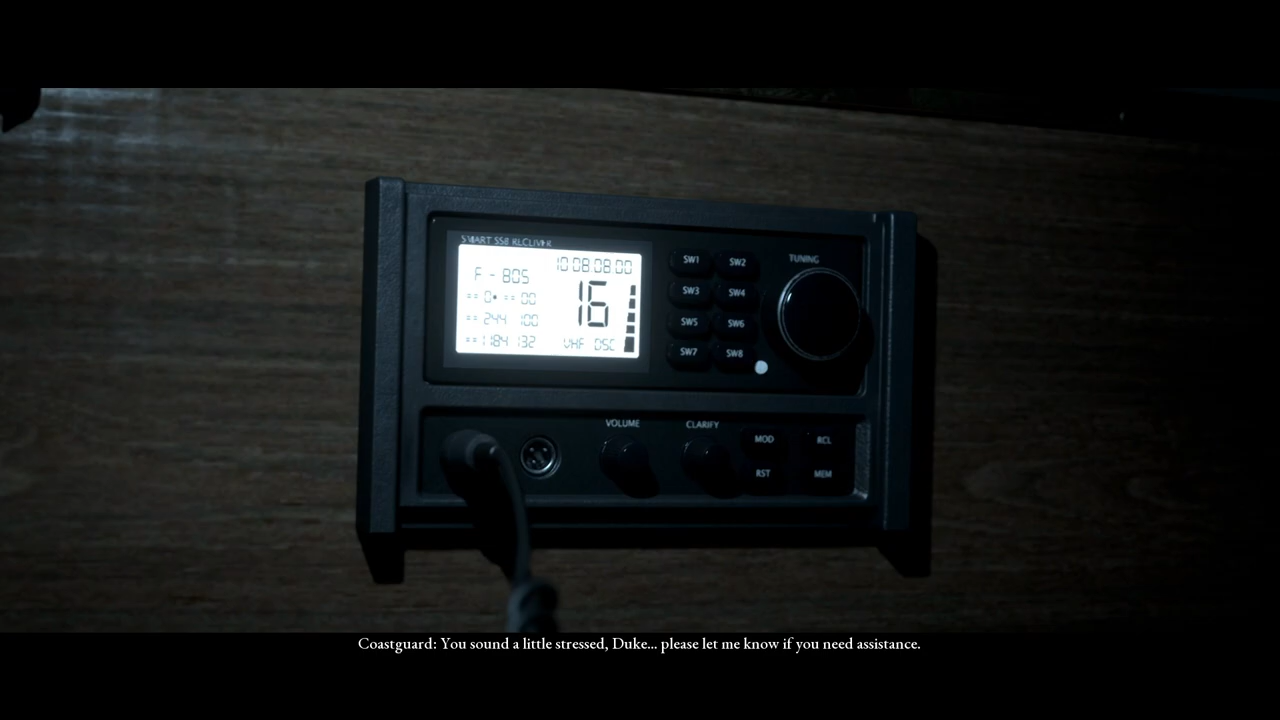 SMART SSB RECEIVER
F - 805
10:08:08:00
16
== 0• == 00
== 244 100
== 1184 132
VHF DSC
SW1 SW2
SW3 SW4
SW5 SW6
SW7 SW8
TUNING
VOLUME
CLARIFY
MOD RCL
RST MEM
Coastguard: You sound a little stressed, Duke... please let me know if you need assistance.